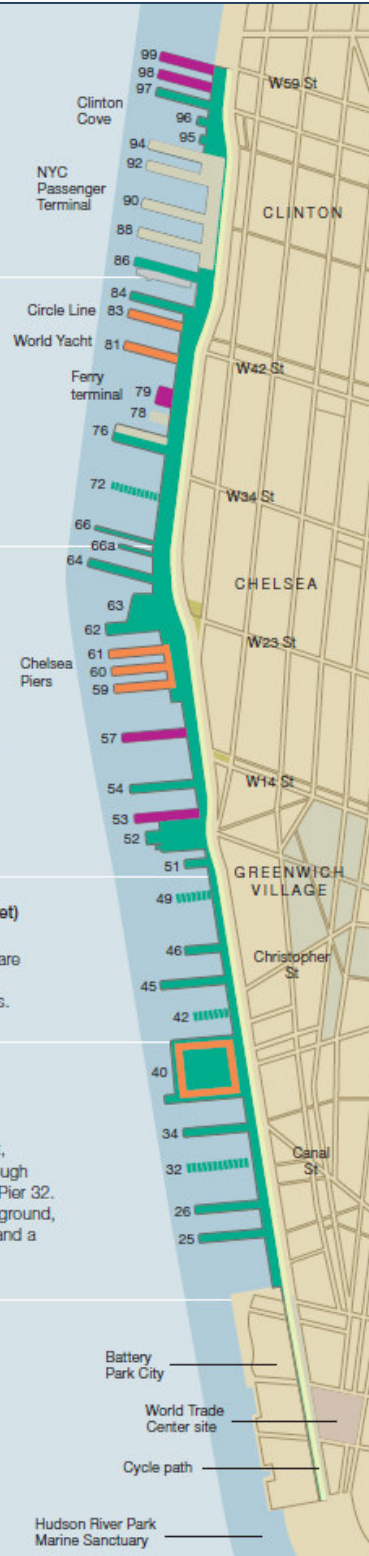 99
98
W59 St
97
Clinton
Cove
96
95
94
92
NYC
Passenger
Terminal
90
CLINTON
88
86
84
Circle Line
83
World Yacht
81
W42 St
Ferry
terminal
79
78
76
72
W34 St
66
66a
64
CHELSEA
63
62
W23 St
61
Chelsea
Piers
60
59
57
W14 St
54
53
52
51
GREENWICH
VILLAGE
49
et)
are
s.
46
Christopher
St
45
42
40
34
Canal
St
t,
ugh
Pier 32.
ground,
and a
32
26
25
Battery
Park City
World Trade
Center site
Cycle path
Hudson River Park
Marine Sanctuary